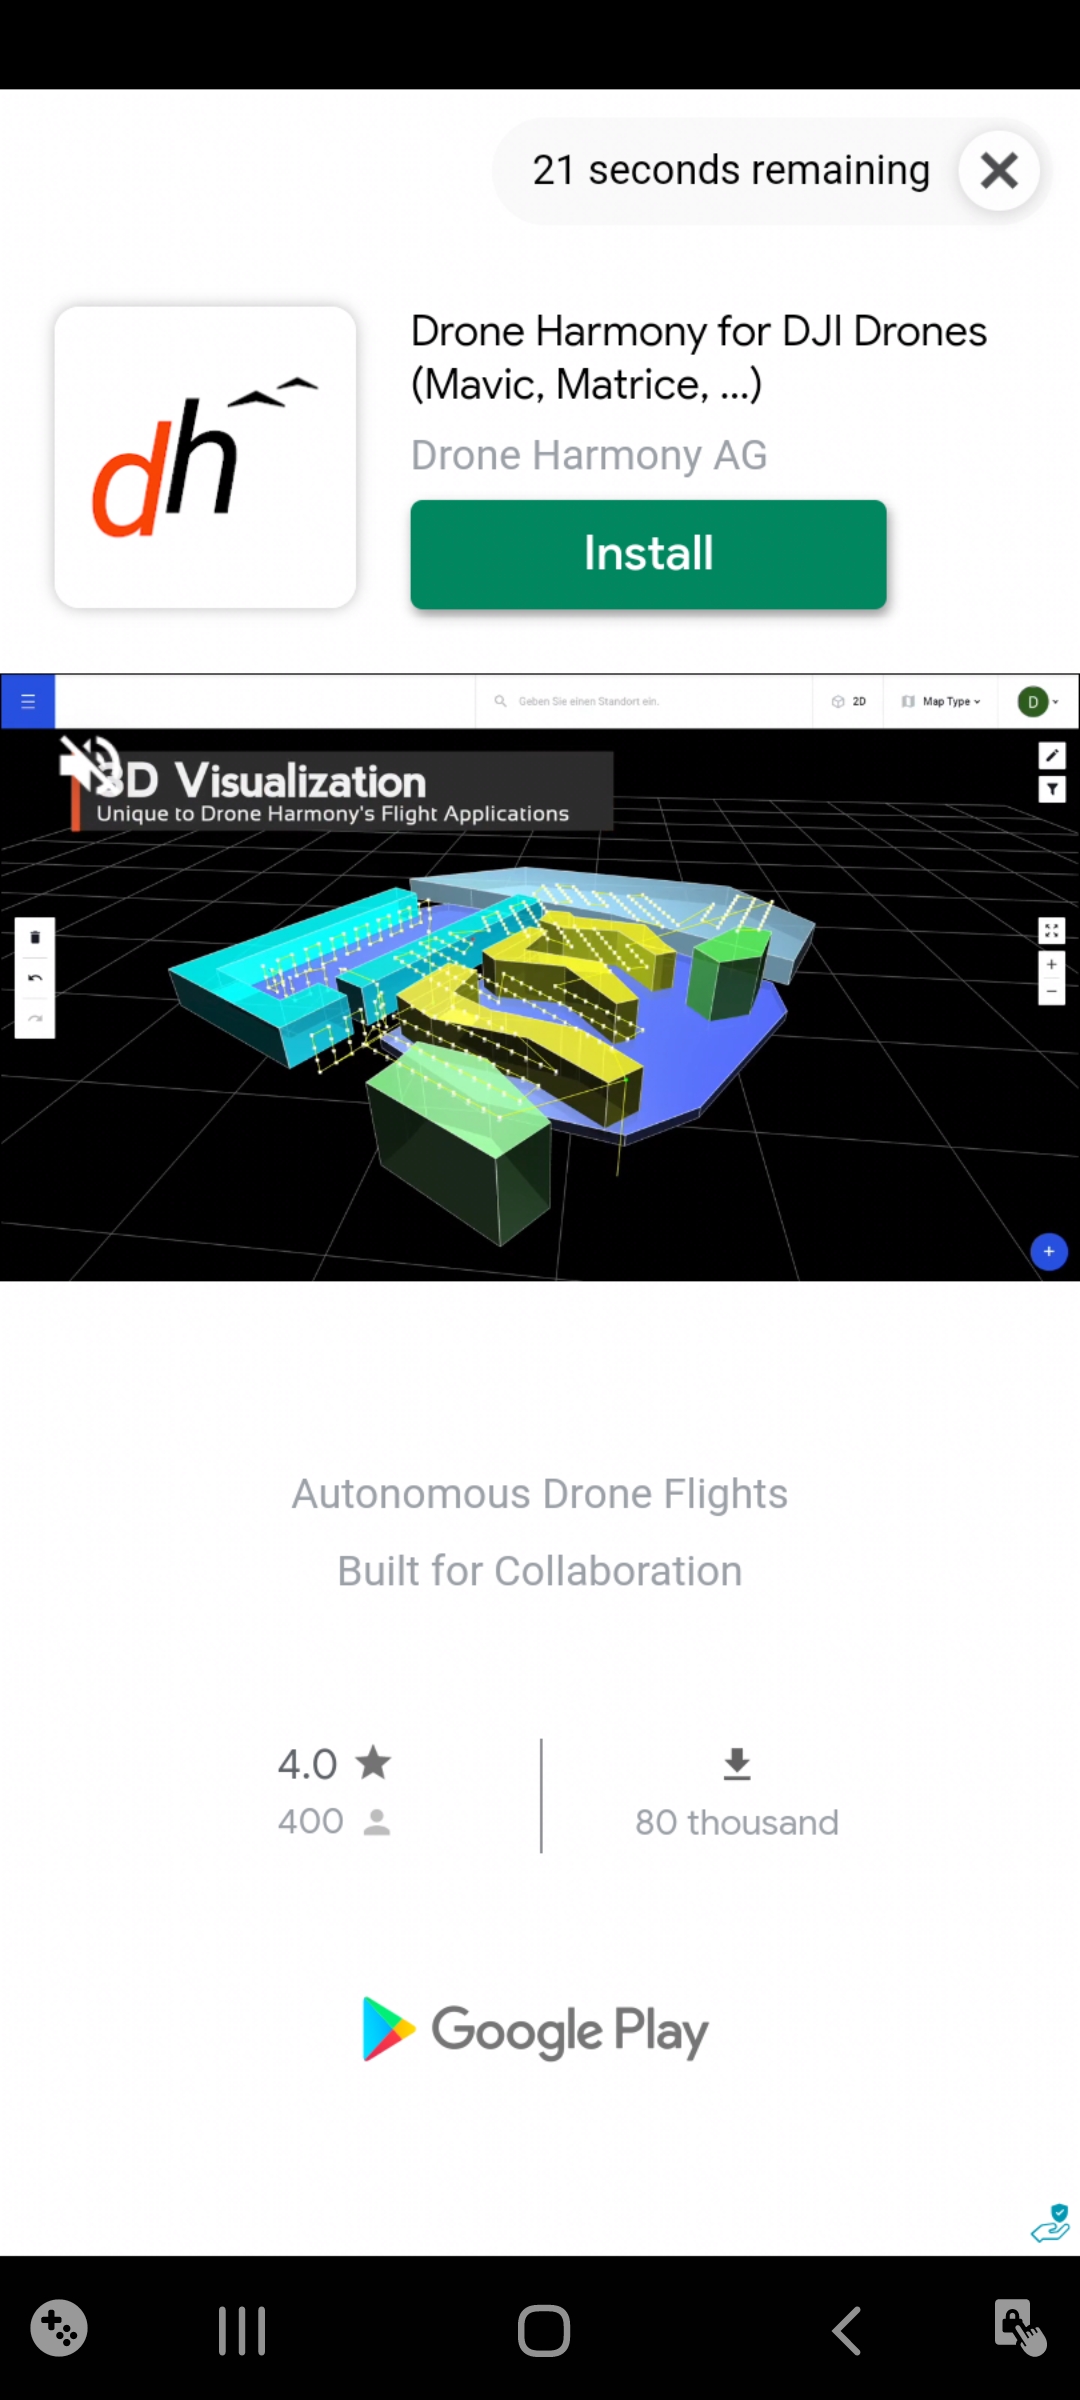 21 seconds remaining
dh
Drone Harmony for DJI Drones
(Mavic, Matrice, ...)
Drone Harmony AG
Install
Geben Sie einen Standort ein.
2D
Map Type
D
3D Visualization
Unique to Drone Harmony's Flight Applications
Autonomous Drone Flights
Built for Collaboration
4.0
400
80 thousand
Google Play